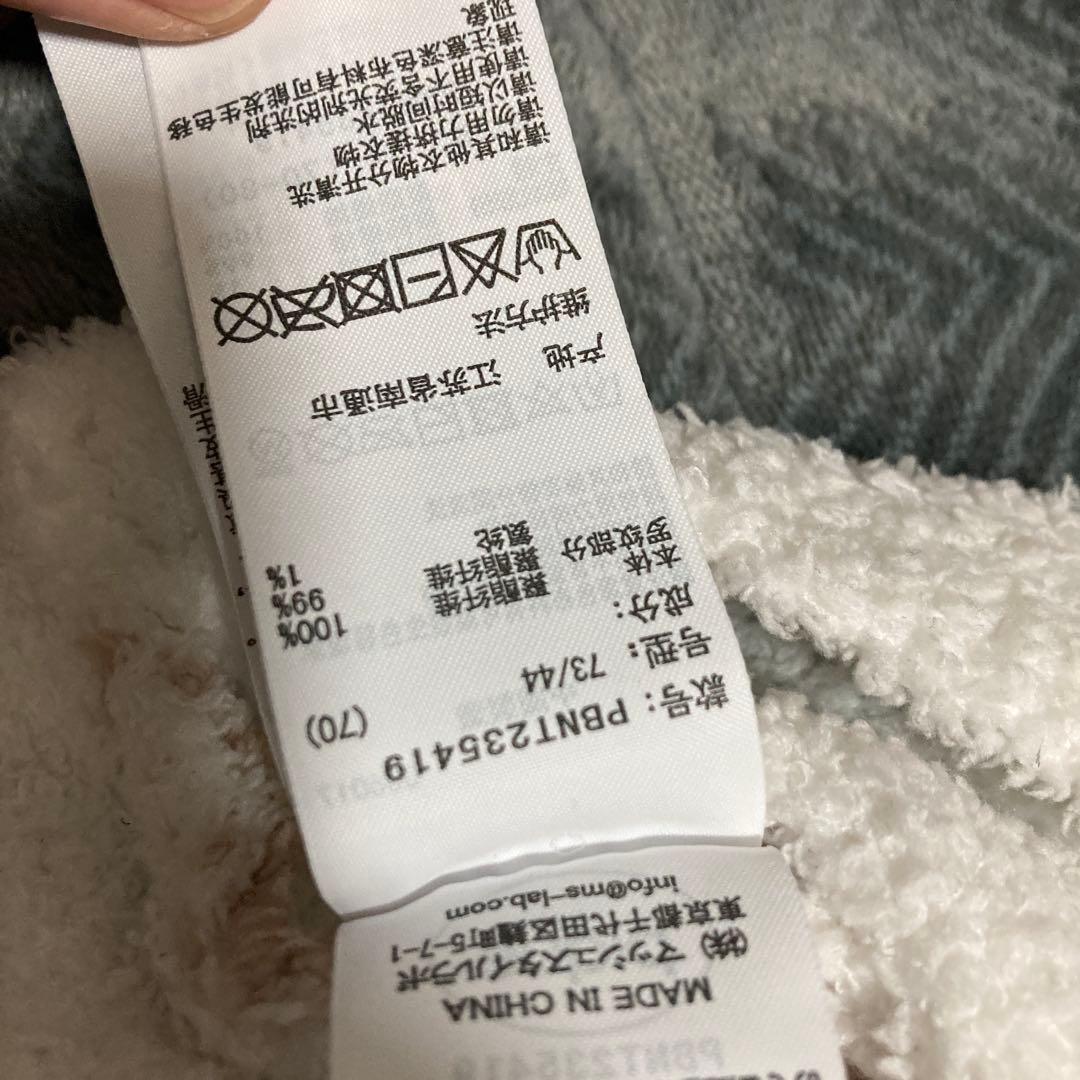 MADE IN CHINA
(株) マッシュスタイルラボ
東京都千代田区麹町5-7-1
info@ms-lab.com
款号: PBNT235419
号型: 73/44 (70)
成分:
本体 聚酯纤维 100%
罗纹部分 聚酯纤维 99%
氨纶 1%
产地 江苏省南通市
维护方法
请和其他衣物分开清洗
请勿用力挤搓衣物
请以短时间脱水
请使用不含荧光剂的洗剂
请注意深色布料有可能发生色移
现象